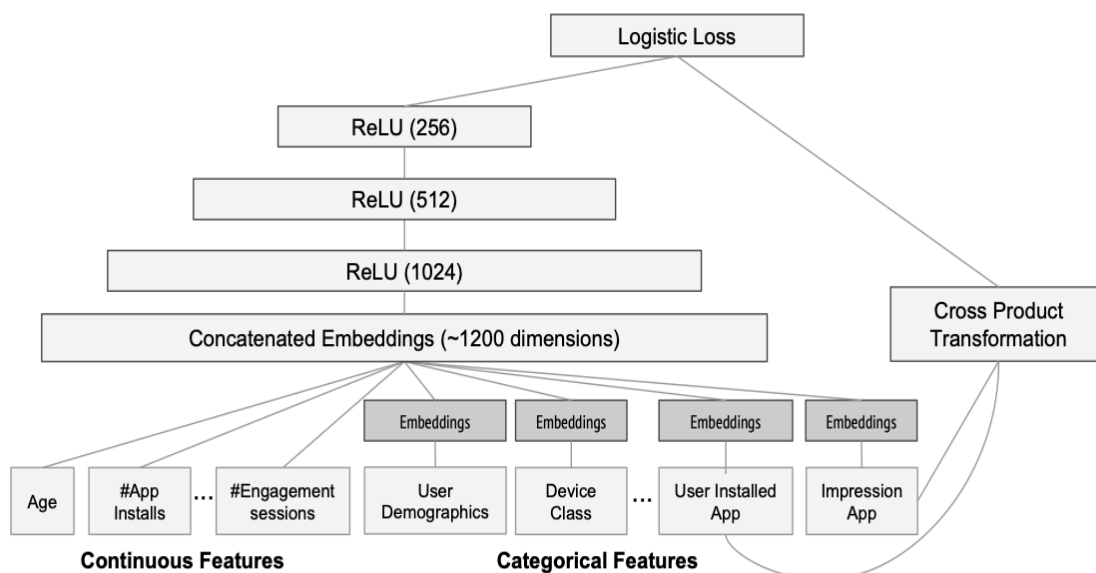 Logistic Loss
ReLU (256)
ReLU (512)
ReLU (1024)
Concatenated Embeddings (~1200 dimensions)
Cross Product
Transformation
Embeddings
Embeddings
Embeddings
Embeddings
Age
#App
Installs
...
#Engagement
sessions
User
Demographics
Device
Class
...
User Installed
App
Impression
App
Continuous Features
Categorical Features